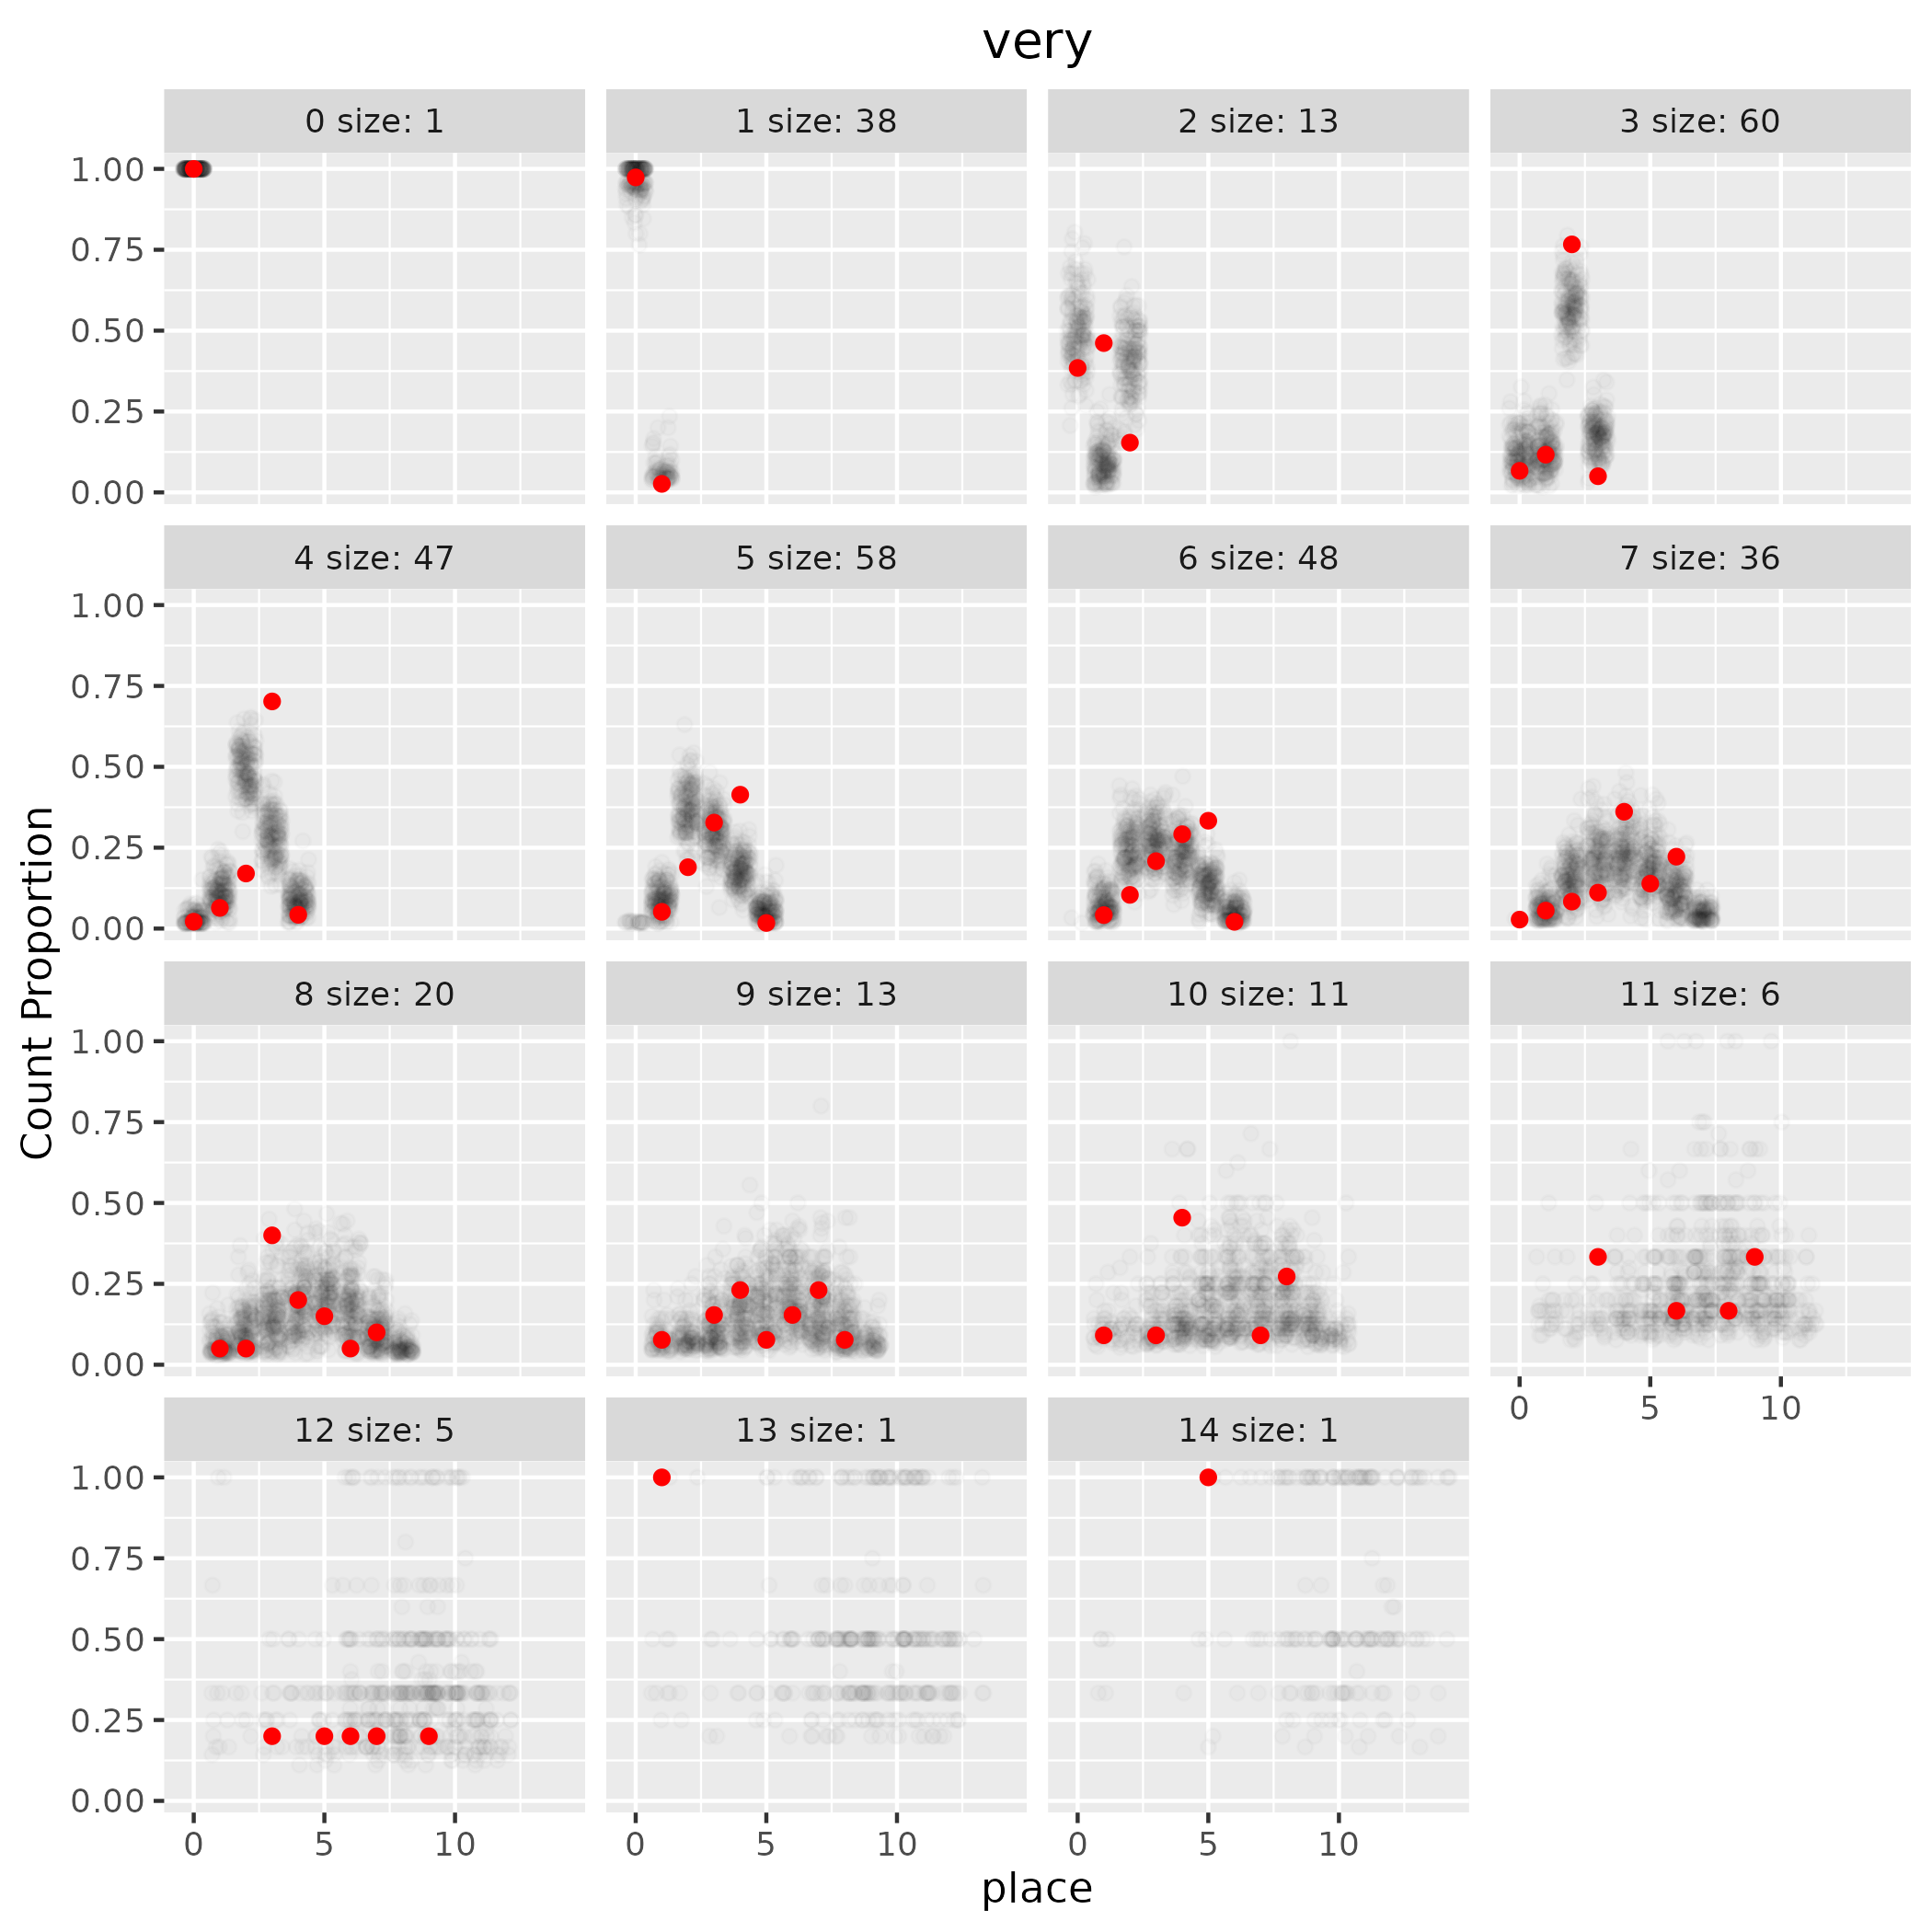 very
0 size: 1
1 size: 38
2 size: 13
3 size: 60
1.00
0.75
0.50
0.25
0.00
4 size: 47
5 size: 58
6 size: 48
7 size: 36
1.00
0.75
0.50
0.25
0.00
Count Proportion
8 size: 20
9 size: 13
10 size: 11
11 size: 6
1.00
0.75
0.50
0.25
0.00
0 5 10
12 size: 5
13 size: 1
14 size: 1
1.00
0.75
0.50
0.25
0.00
0 5 10
0 5 10
0 5 10
place